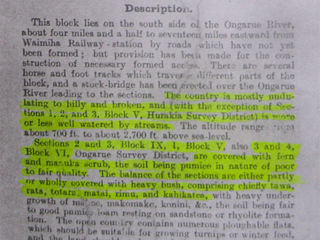 Description.
This block lies on the south side of the Ongarue River,
about four miles and a half to seventeen miles eastward from
Waimiha Railway-station by roads which have not yet
been formed; but provision has been made for the con-
struction of necessary formed access. There are several
horse and foot tracks which traverse different parts of
the block, and a stock-bridge has been erected over the Ongarue
River leading to the sections. The country is mostly undu-
lating to hilly and broken, and (with the exception of Sec-
tions 1, 2, and 3, Block V, Hurakia Survey District) is more
or less well watered by streams. The altitude ranges from
about 700 ft. to about 2,700 ft. above sea-level.
Sections 2 and 3, Block IX, 1, Block V, also 3 and 4,
Block VI, Ongarue Survey District, are covered with fern
and manuka scrub, the soil being pumice in nature of poor
to fair quality. The balance of the sections are either partly
or wholly covered with heavy bush, comprising chiefly tawa,
rata, totara, matai, rimu, and kahikatea, with heavy under-
growth of mahoe, makomako, konini, &c., the soil being fair
to good pumice loam resting on sandstone or rhyolite forma-
tion. The open country contains numerous ploughable flats,
which should be suitable for growing turnips or winter feed,